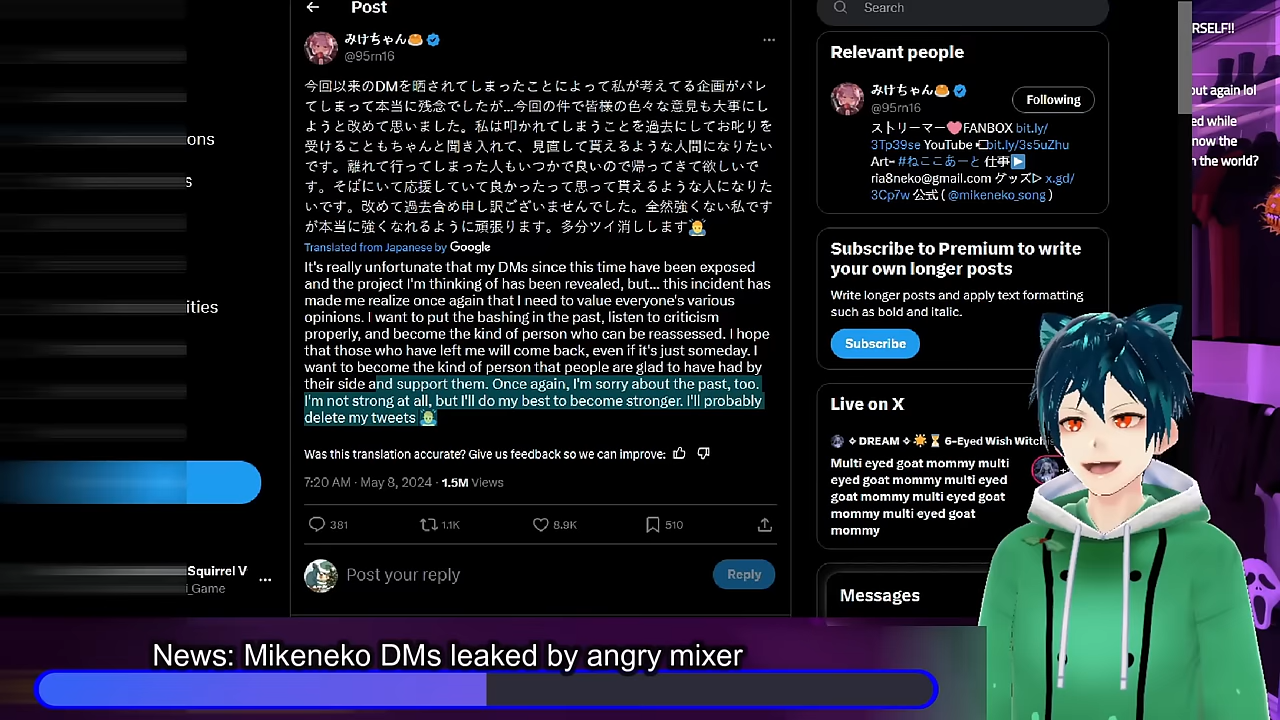 Post
みけちゃん
@95rn16
今回以来のDMを晒されてしまったことによって私が考えてる企画がバレ
てしまって本当に残念でしたが...今回の件で皆様の色々な意見も大事にし
ようと改めて思いました。私は叩かれてしまうことを過去にしてお叱りを
受けることもちゃんと聞き入れて、見直して貰えるような人間になりたい
です。離れて行ってしまった人もいつかで良いので帰ってきて欲しいで
す。そばにいて応援していて良かったって思って貰えるような人になりた
いです。改めて過去含め申し訳ございませんでした。全然強くない私です
が本当に強くなれるように頑張ります。多分ツイ消しします
Translated from Japanese by Google
It's really unfortunate that my DMs since this time have been exposed
and the project I'm thinking of has been revealed, but... this incident has
made me realize once again that I need to value everyone's various
opinions. I want to put the bashing in the past, listen to criticism
properly, and become the kind of person who can be reassessed. I hope
that those who have left me will come back, even if it's just someday. I
want to become the kind of person that people are glad to have had by
their side and support them. Once again, I'm sorry about the past, too.
I'm not strong at all, but I'll do my best to become stronger. I'll probably
delete my tweets
Was this translation accurate? Give us feedback so we can improve:
7:20 AM · May 8, 2024 · 1.5M Views
381 1.1K 8.9K 510
Post your reply
Reply
Search
Relevant people
みけちゃん
@95rn16
Following
ストリーマー FANBOX bit.ly/
3Tp39se YouTube bit.ly/3s5uZhu
Art- #ねここあーと 仕事
ria8neko@gmail.com グッズ▷ x.gd/
3Cp7w 公式 ( @mikeneko_song )
Subscribe to Premium to write
your own longer posts
Write longer posts and apply text formatting
such as bold and italic.
Subscribe
Live on X
DREAM 6-Eyed Wish Witch
Multi eyed goat mommy multi
eyed goat mommy multi eyed goat
mommy multi eyed goat
mommy
Messages
ons
s
ities
Squirrel V
i_Game
RSELF!!
out again lol
ed while
now the
n the world?
News: Mikeneko DMs leaked by angry mixer